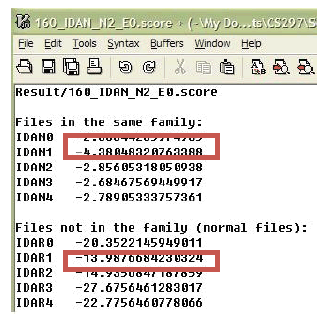 160_IDAN_N2_E0.score + (~\My Do...ts\CS297\S
File Edit Tools Syntax Buffers Window Help
Result/160_IDAN_N2_E0.score
Files in the same family:
IDAN0
IDAN1 -4.38048320763388
IDAN2 -2.85605318050938
IDAN3 -2.68467569449917
IDAN4 -2.78905333757361
Files not in the family (normal files):
IDAR0 -20.3522145949011
IDAR1 -13.9876684230324
IDAR2 -14.9350847187859
IDAR3 -27.6756461283017
IDAR4 -22.7756460778066